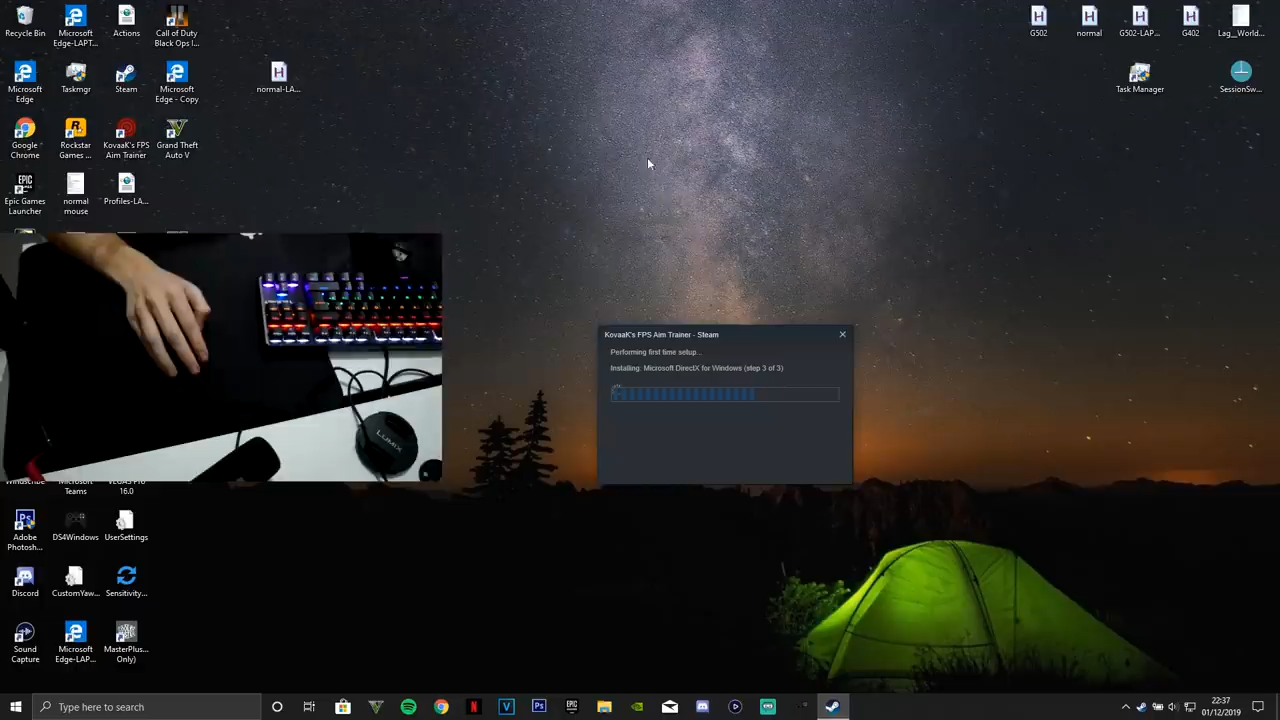 Recycle Bin
Microsoft
Edge-LAPT...
Actions
Call of Duty
Black Ops I...
G502
normal
G502-LAP...
G402
Lag__World...
Microsoft
Edge
Taskmgr
Steam
Microsoft
Edge - Copy
normal-LA...
Task Manager
SessionSw...
Google
Chrome
Rockstar
Games ...
KovaaK's FPS
Aim Trainer
Grand Theft
Auto V
Epic Games
Launcher
normal
mouse
Profiles-LA...
KovaaK's FPS Aim Trainer - Steam
Performing first time setup...
Installing: Microsoft DirectX for Windows (step 3 of 3)
LUMIX
Windscribe
Microsoft
Teams
VEGAS Pro
16.0
Adobe
Photosh...
DS4Windows
UserSettings
Discord
CustomYaw...
Sensitivity...
Sound
Capture
Microsoft
Edge-LAP...
MasterPlus...
Only)
Type here to search
22:37
01/12/2019